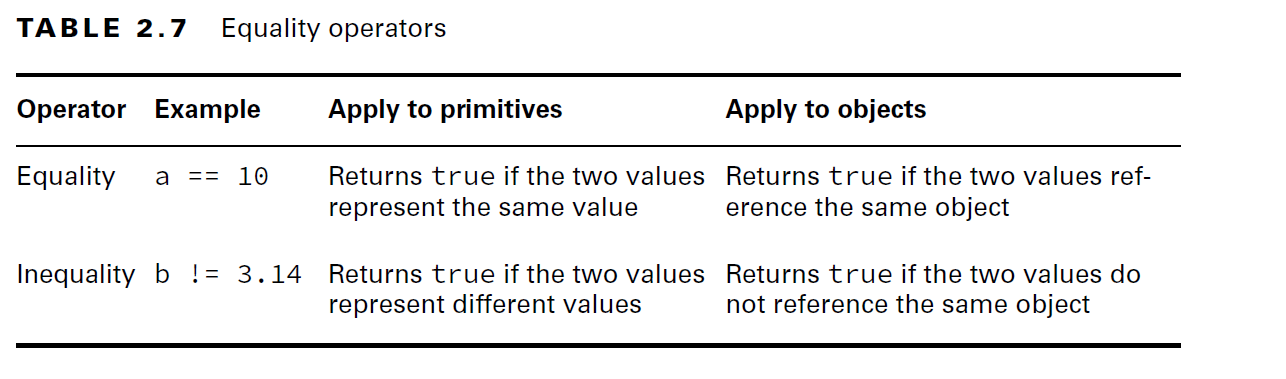 TABLE 2.7 Equality operators
Operator Example Apply to primitives Apply to objects
Equality a == 10 Returns true if the two values Returns true if the two values ref-
represent the same value erence the same object
Inequality b != 3.14 Returns true if the two values Returns true if the two values do
represent different values not reference the same object